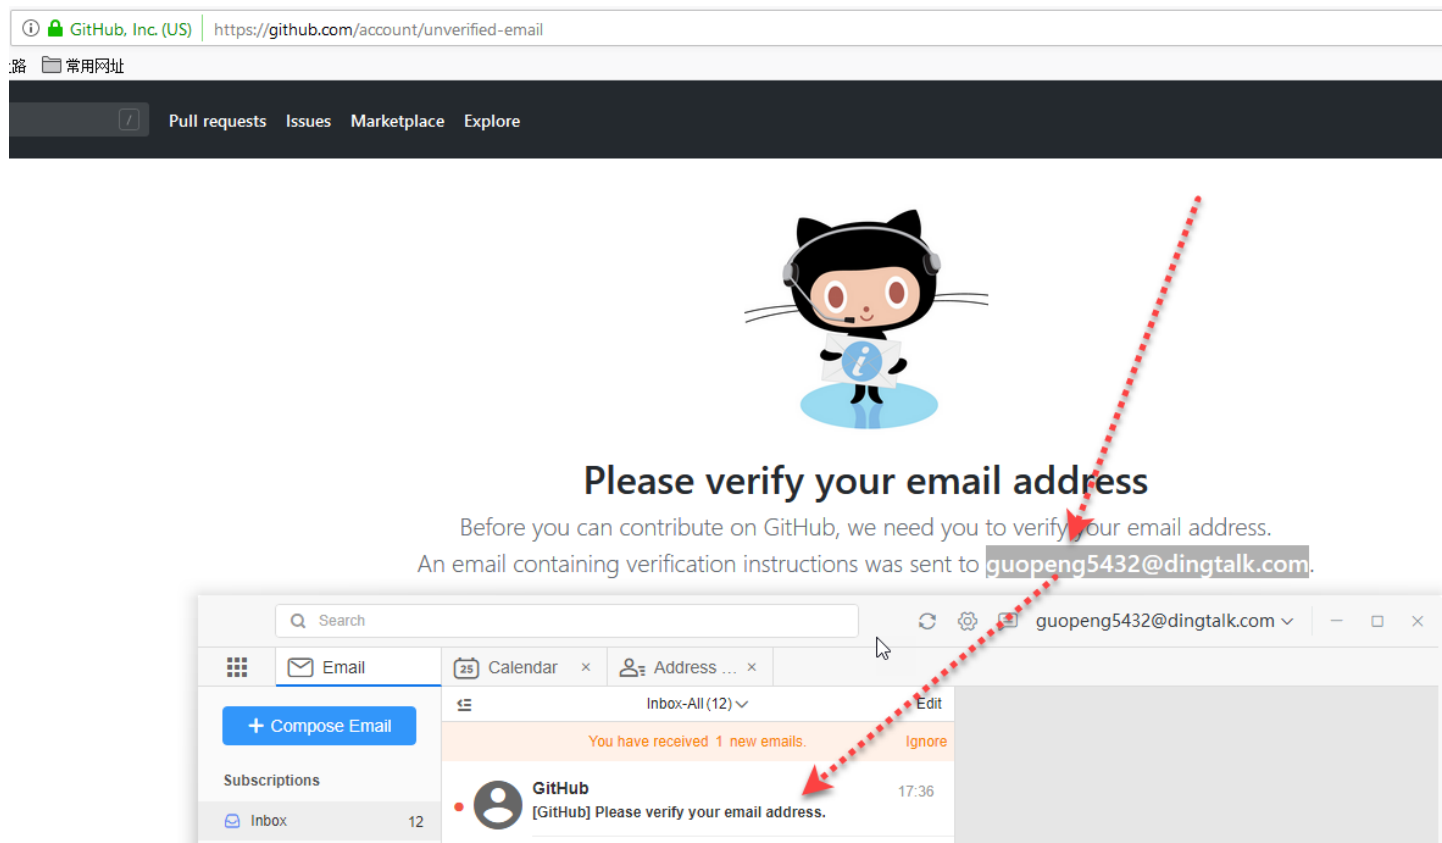 GitHub, Inc. (US) https://github.com/account/unverified-email
路 常用网址
/ Pull requests Issues Marketplace Explore
i
Please verify your email address
Before you can contribute on GitHub, we need you to verify your email address.
An email containing verification instructions was sent to guopeng5432@dingtalk.com.
Search guopeng5432@dingtalk.com
Email 25 Calendar × Address ... ×
Inbox-All (12) Edit
+ Compose Email
You have received 1 new emails. Ignore
Subscriptions
GitHub 17:36
[GitHub] Please verify your email address.
Inbox 12